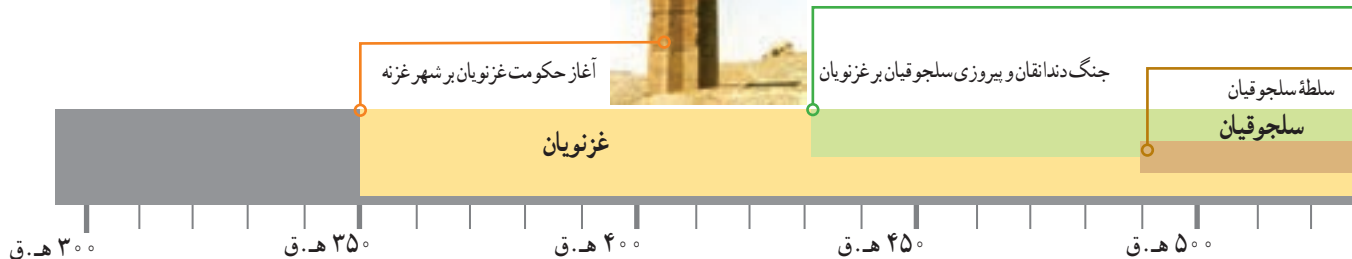 آغاز حکومت غزنویان بر شهر غزنه
جنگ دندانقان و پیروزی سلجوقیان بر غزنویان
سلطهٔ سلجوقیان
غزنویان
سلجوقیان
۳۰۰ هـ.ق
۳۵۰ هـ.ق
۴۰۰ هـ.ق
۴۵۰ هـ.ق
۵۰۰ هـ.ق